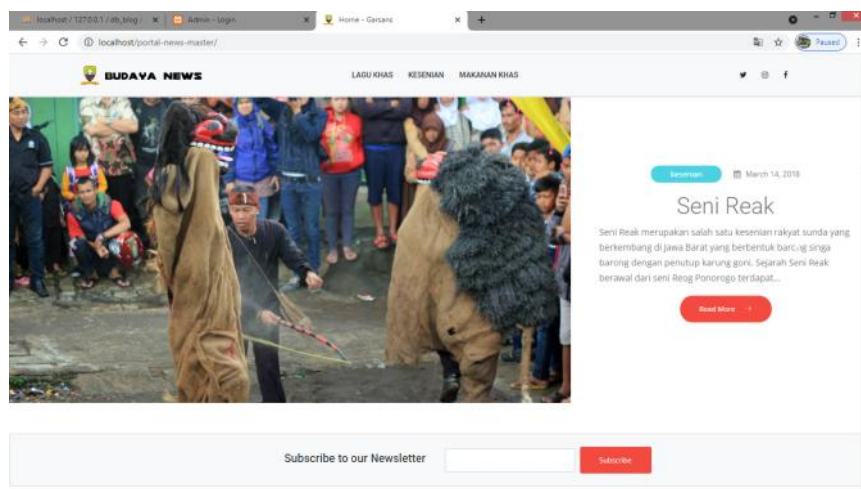 localhost / 127.0.0.1 / db_blog /
Admin - Login
Home - Garsans
localhost/portal-news-master/
Paused
BUDAYA NEWS
LAGU KHAS
KESENIAN
MAKANAN KHAS
kesenian
March 14, 2018
Seni Reak
Seni Reak merupakan salah satu kesenian rakyat sunda yang
berkembang di Jawa Barat yang berbentuk barong singa
barong dengan penutup karung goni. Sejarah Seni Reak
berawal dari seni Reog Ponorogo terdapat...
Read More →
Subscribe to our Newsletter
Subscribe